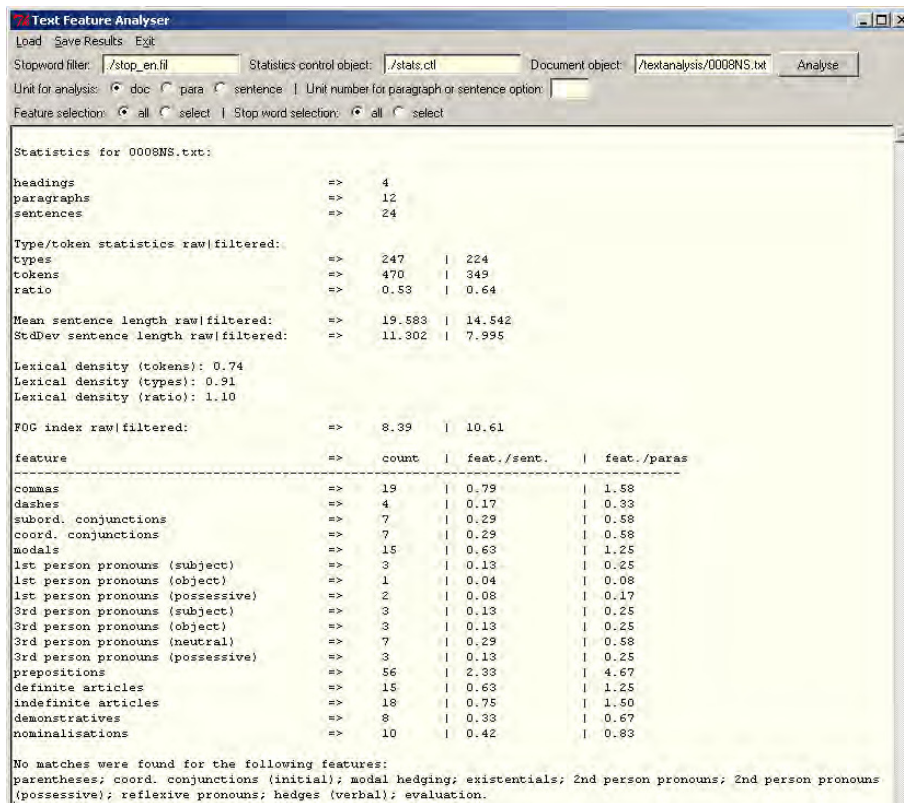 Text Feature Analyser
Load Save Results Exit
Stopword filter: ./stop_en.fil Statistics control object: ./stats.ctl Document object: /textanalysis/0008NS.txt Analyse
Unit for analysis: doc para sentence | Unit number for paragraph or sentence option:
Feature selection: all select | Stop word selection: all select
Statistics for 0008NS.txt:
headings => 4
paragraphs => 12
sentences => 24
Type/token statistics raw|filtered:
types => 247 | 224
tokens => 470 | 349
ratio => 0.53 | 0.64
Mean sentence length raw|filtered: => 19.583 | 14.542
StdDev sentence length raw|filtered: => 11.302 | 7.995
Lexical density (tokens): 0.74
Lexical density (types): 0.91
Lexical density (ratio): 1.10
FOG index raw|filtered: => 8.39 | 10.61
feature => count | feat./sent. | feat./paras
commas => 19 | 0.79 | 1.58
dashes => 4 | 0.17 | 0.33
subord. conjunctions => 7 | 0.29 | 0.58
coord. conjunctions => 7 | 0.29 | 0.58
modals => 15 | 0.63 | 1.25
1st person pronouns (subject) => 3 | 0.13 | 0.25
1st person pronouns (object) => 1 | 0.04 | 0.08
1st person pronouns (possessive) => 2 | 0.08 | 0.17
3rd person pronouns (subject) => 3 | 0.13 | 0.25
3rd person pronouns (object) => 3 | 0.13 | 0.25
3rd person pronouns (neutral) => 7 | 0.29 | 0.58
3rd person pronouns (possessive) => 3 | 0.13 | 0.25
prepositions => 56 | 2.33 | 4.67
definite articles => 15 | 0.63 | 1.25
indefinite articles => 18 | 0.75 | 1.50
demonstratives => 8 | 0.33 | 0.67
nominalisations => 10 | 0.42 | 0.83
No matches were found for the following features:
parentheses; coord. conjunctions (initial); modal hedging; existentials; 2nd person pronouns; 2nd person pronouns
(possessive); reflexive pronouns; hedges (verbal); evaluation.